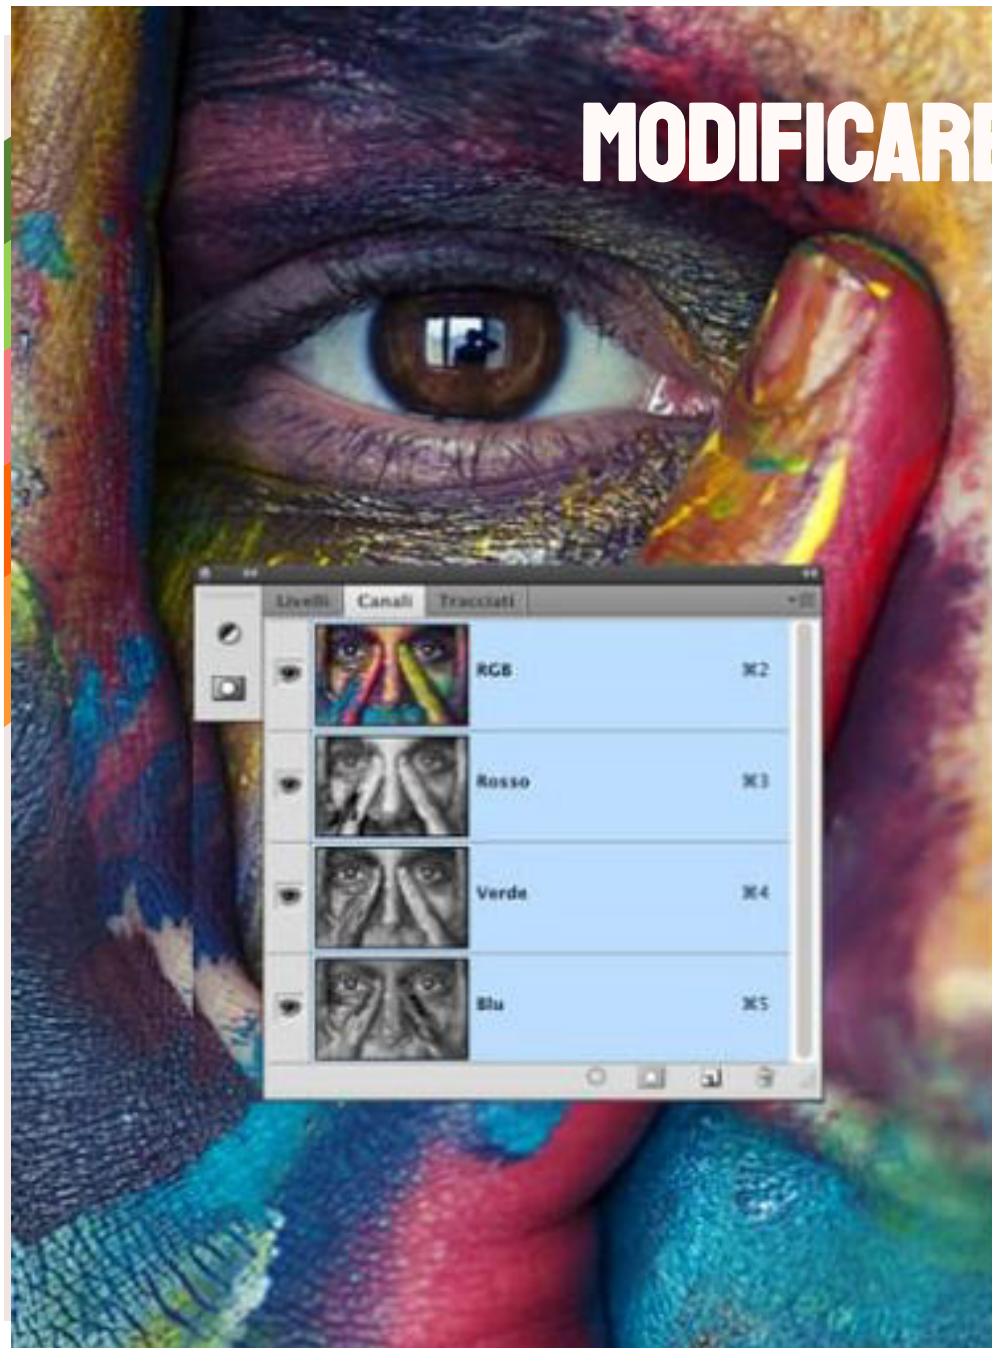 MODIFICARE
Livelli Canali Tracciati
RGB ⌘2
Rosso ⌘3
Verde ⌘4
Blu ⌘5